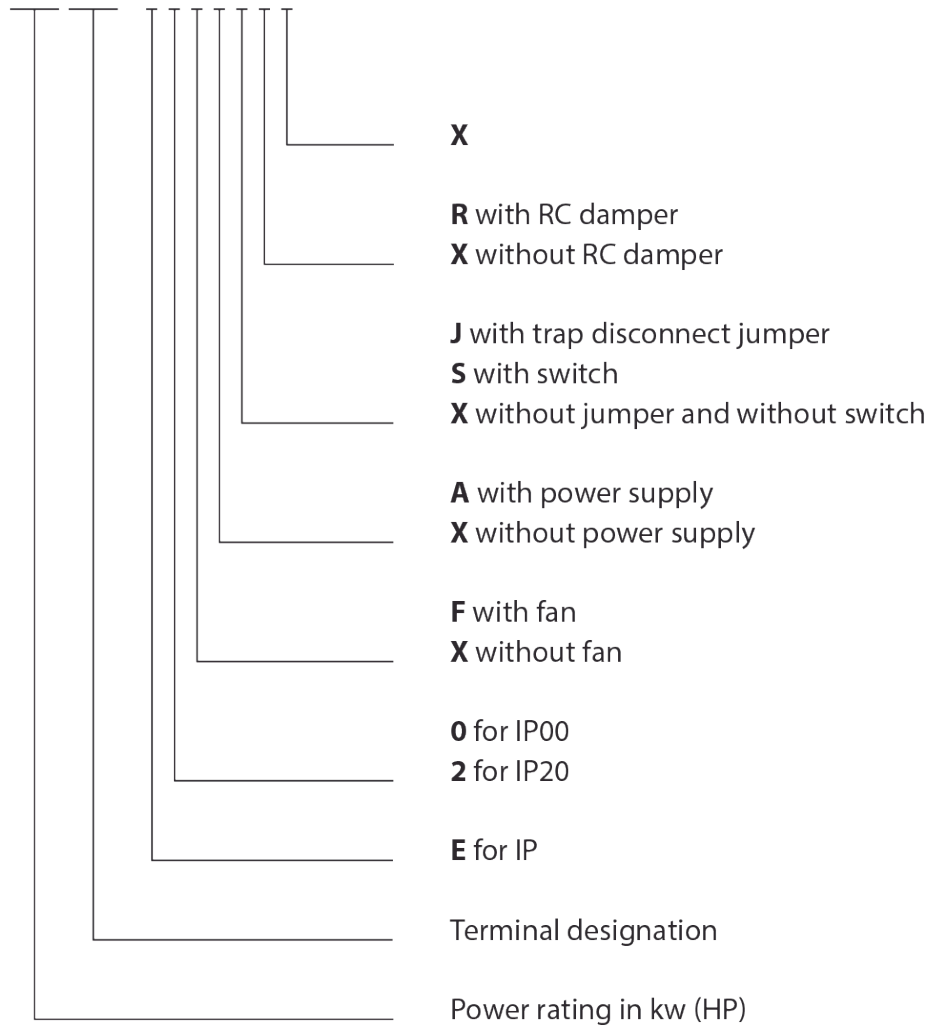 X
R with RC damper
X without RC damper
J with trap disconnect jumper
S with switch
X without jumper and without switch
A with power supply
X without power supply
F with fan
X without fan
0 for IP00
2 for IP20
E for IP
Terminal designation
Power rating in kw (HP)